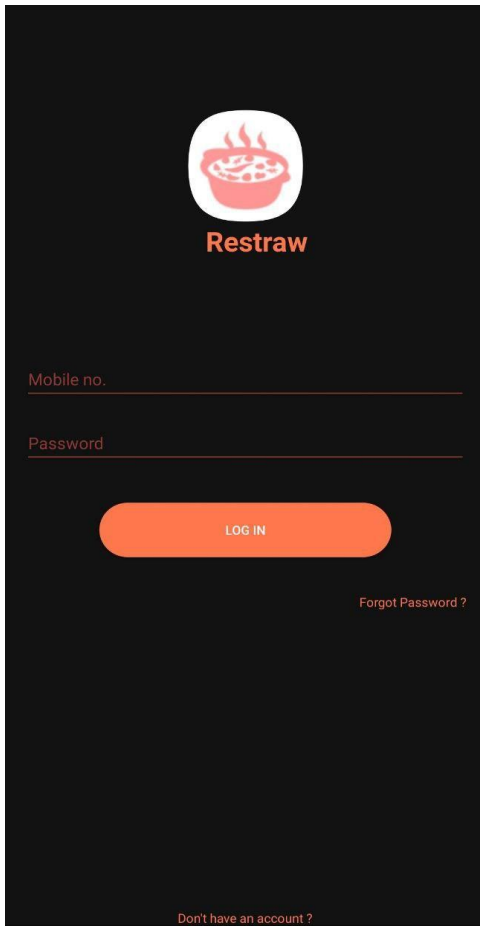 Restraw
Mobile no.
Password
LOG IN
Forgot Password ?
Don't have an account ?